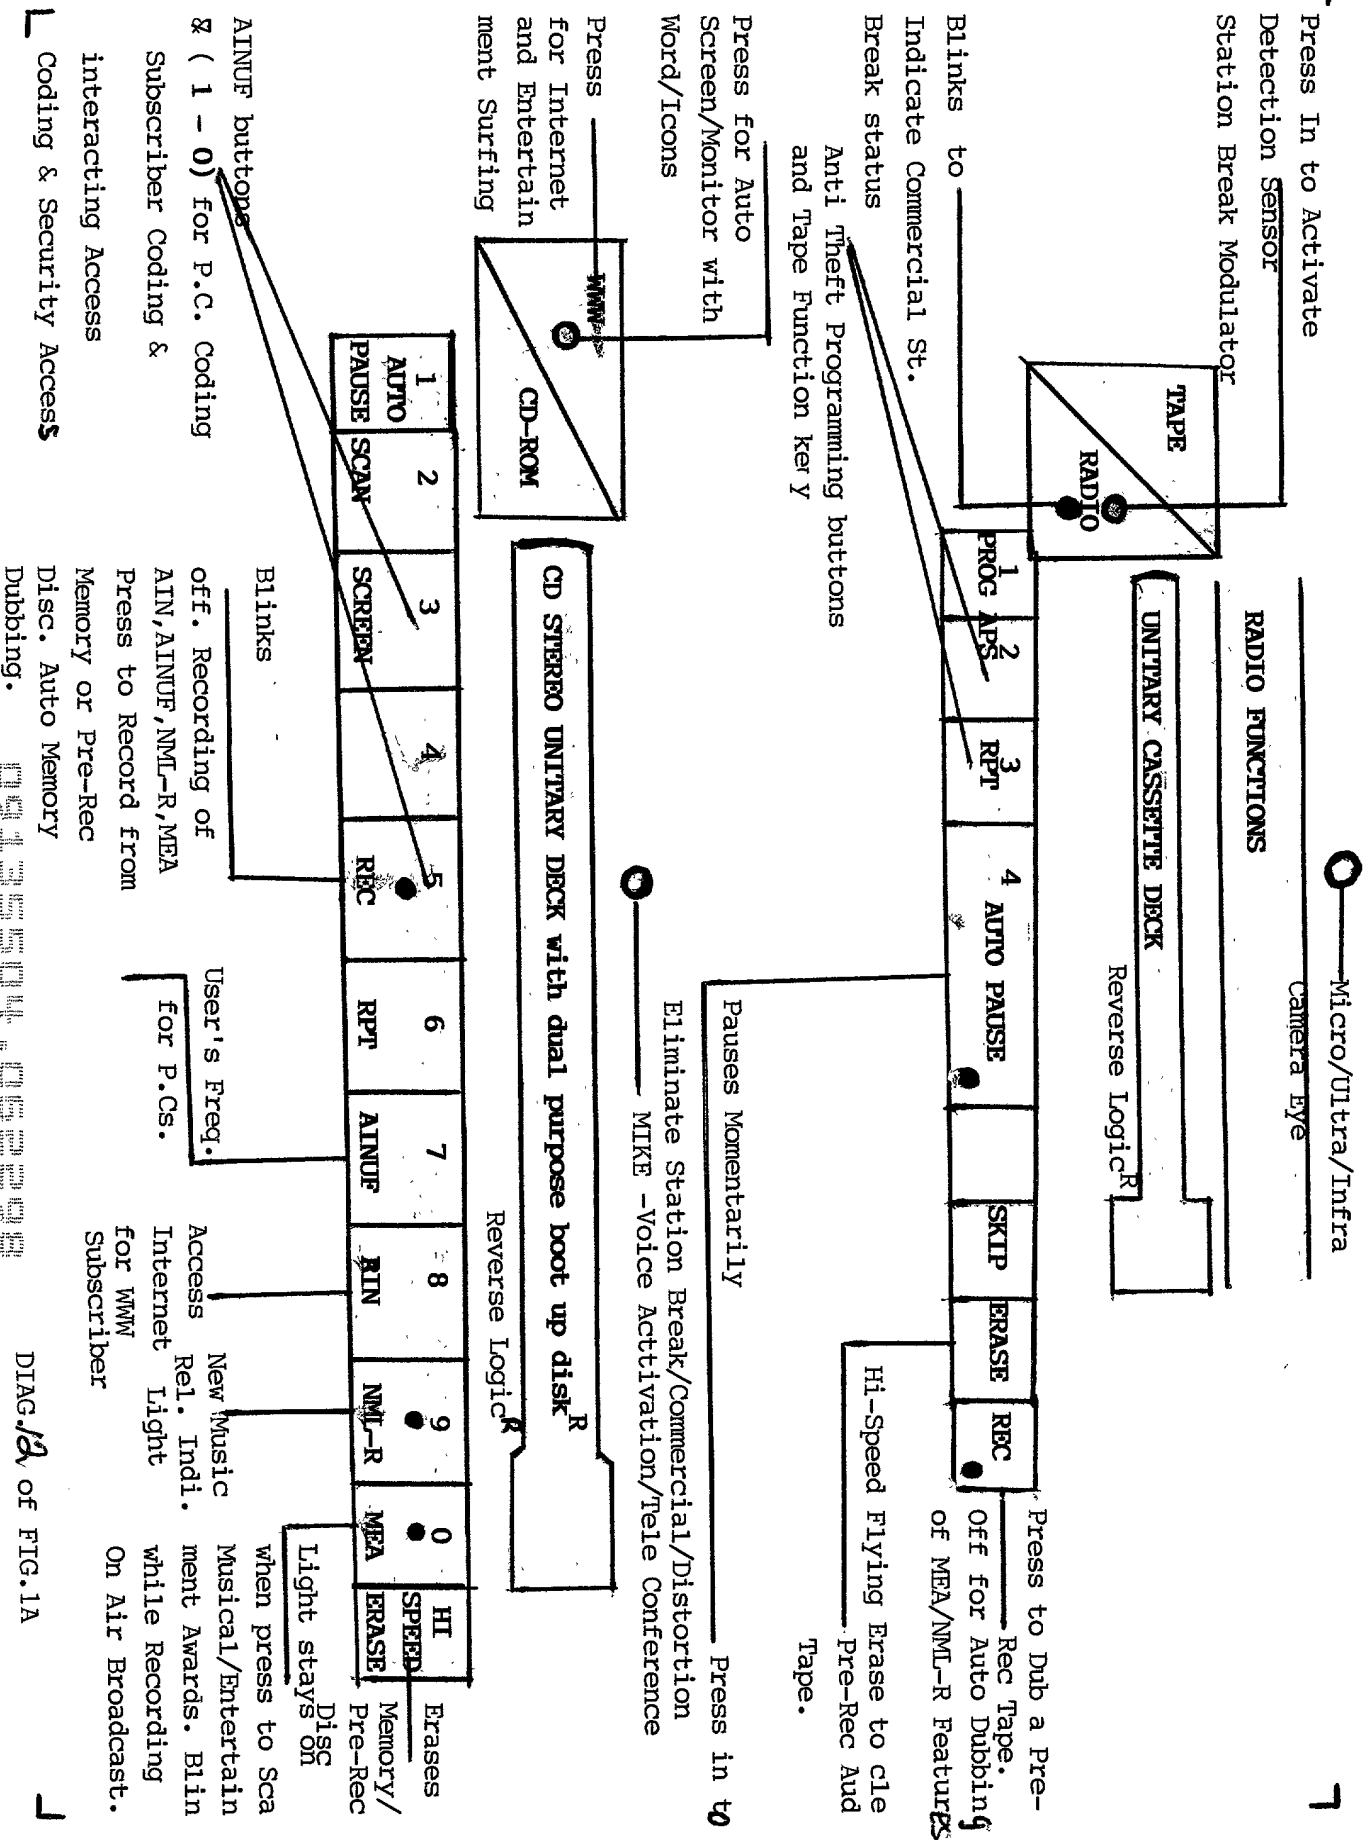 Micro/Ultra/Infra
Camera Eye
Press In to Activate
Detection Sensor
Station Break Modulator
RADIO FUNCTIONS
TAPE
RADIO
UNITARY CASSETTE DECK
Reverse Logic R
Blinks to
Indicate Commercial St.
Break status
Anti Theft Programming buttons
and Tape Function key
1 PROG
2 APS
3 RPT
4 AUTO PAUSE
SKIP
ERASE
REC
Press to Dub a Pre-
Rec Tape.
Off for Auto Dubbing
of MEA/NML-R Features
Hi-Speed Flying Erase to cle
Pre-Rec Aud
Tape.
Press for Auto
Screen/Monitor with
Word/Icons
Pauses Momentarily
Press in to
Eliminate Station Break/Commercial/Distortion
MIKE -Voice Acttivation/Tele Conference
Press
for Internet
and Entertain
ment Surfing
WWW
CD-ROM
CD STEREO UNITARY DECK with dual purpose boot up disk R
Reverse Logic R
1 AUTO PAUSE
2 SCAN
3 SCREEN
4
5 REC
6 RPT
7 AINUF
8 RIN
9 NML-R
0 MEA
HI SPEED ERASE
Erases
Memory/
Pre-Rec
Disc
AINUF buttons
& ( 1 - 0) for P.C. Coding
Subscriber Coding &
interacting Access
Coding & Security Access
Blinks
off. Recording of
AIN,AINUF,NML-R,MEA
Press to Record from
Memory or Pre-Rec
Disc. Auto Memory
Dubbing.
User's Freq.
for P.Cs.
Access
Internet
for WWW
Subscriber
New Music
Rel. Indi.
Light
Light stays on
when press to Sca
Musical/Entertain
ment Awards. Blin
while Recording
On Air Broadcast.
DIAG.12 of FIG.1A
09135504.062298